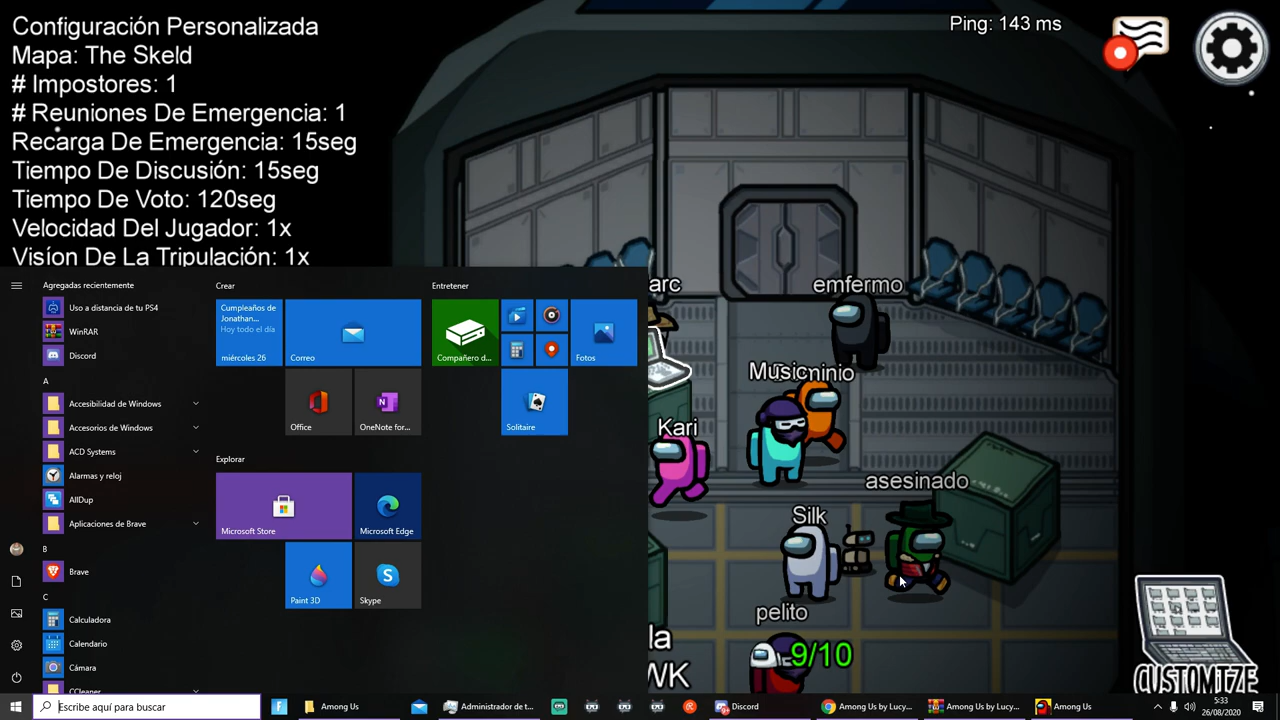 Configuración Personalizada
Mapa: The Skeld
# Impostores: 1
# Reuniones De Emergencia: 1
Recarga De Emergencia: 15seg
Tiempo De Discusión: 15seg
Tiempo De Voto: 120seg
Velocidad Del Jugador: 1x
Visíon De La Tripulación: 1x
Ping: 143 ms
arc
emfermo
Music
ninio
Kari
asesinado
Silk
pelito
la
WK
9/10
CUSTOMIZE
Agregadas recientemente
Uso a distancia de tu PS4
WinRAR
Discord
A
Accesibilidad de Windows
Accesorios de Windows
ACD Systems
Alarmas y reloj
AllDup
Aplicaciones de Brave
B
Brave
C
Calculadora
Calendario
Cámara
CCleaner
Crear
Cumpleaños de
Jonathan...
Hoy todo el día
miércoles 26
Correo
Office
OneNote for...
Explorar
Microsoft Store
Microsoft Edge
Paint 3D
Skype
Entretener
Compañero d...
Fotos
Solitaire
Escribe aquí para buscar
Among Us
Administrador de t...
Discord
Among Us by Lucy...
Among Us by Lucy...
Among Us
5:33
26/08/2020